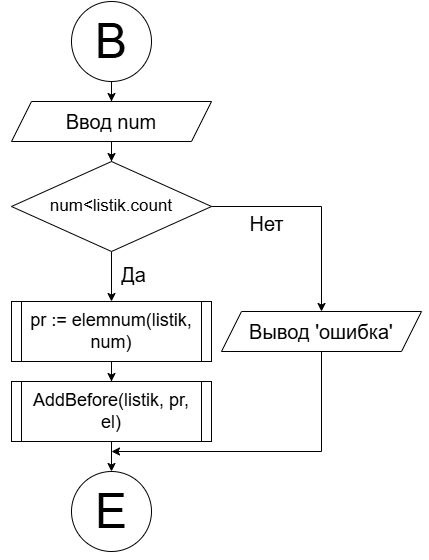 B
Ввод num
num<listik.count
Нет
Да
pr := elemnum(listik,
num)
Вывод 'ошибка'
AddBefore(listik, pr,
el)
E